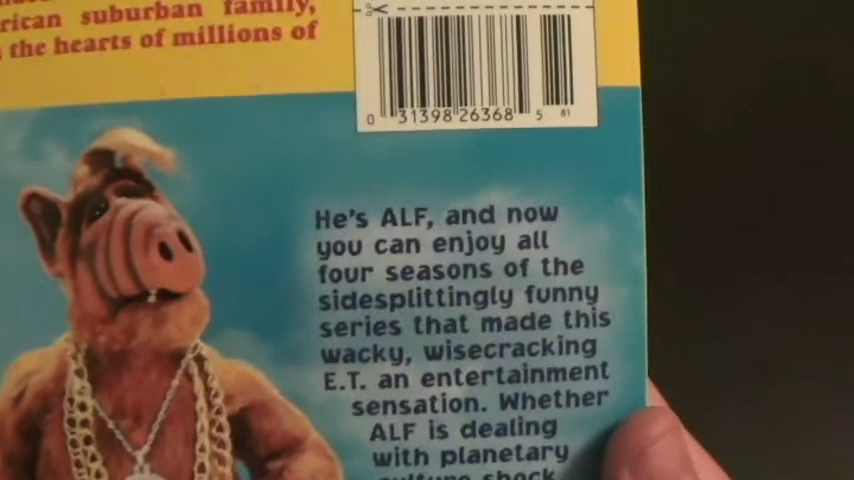 rican suburban family,
the hearts of millions of
0 31398 26368 5 81
He's ALF, and now
you can enjoy all
four seasons of the
sidesplittingly funny
series that made this
wacky, wisecracking
E.T. an entertainment
sensation. Whether
ALF is dealing
with planetary
culture shock